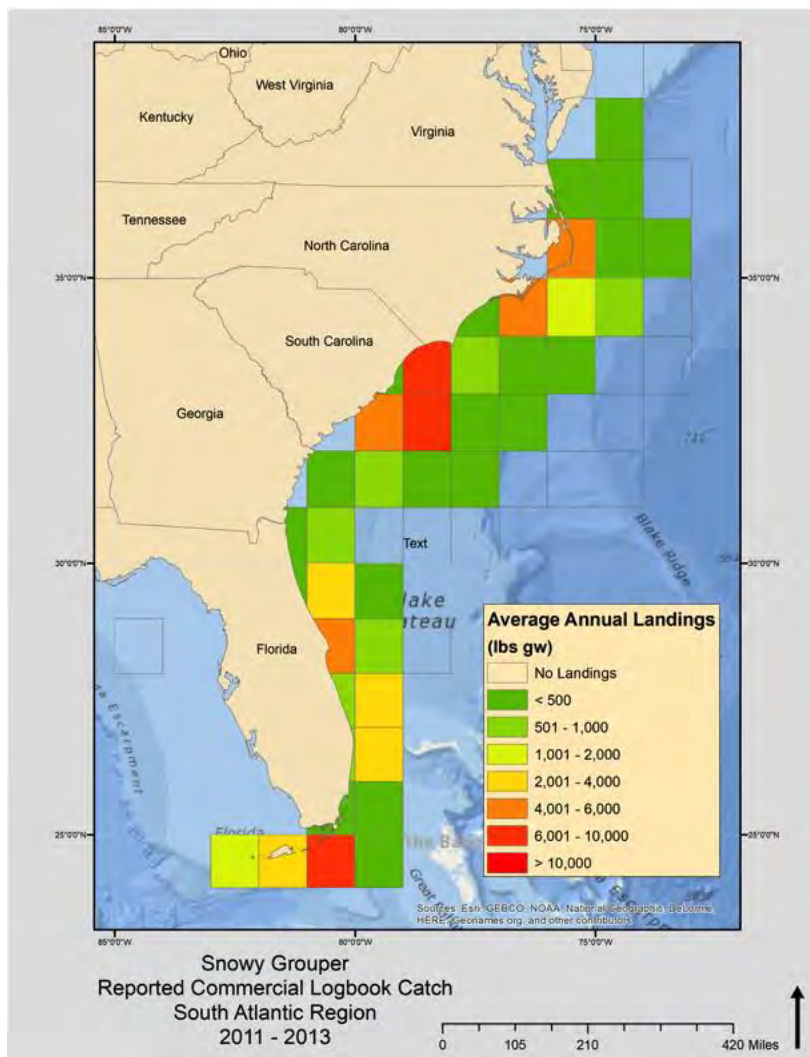 85°0'0"W
80°0'0"W
75°0'0"W
Ohio
West Virginia
Kentucky
Virginia
Tennessee
North Carolina
35°0'0"N
35°0'0"N
South Carolina
Georgia
Text
30°0'0"N
30°0'0"N
Blake Ridge
lake
ateau
Florida
Escarpment
Average Annual Landings
(lbs gw)
No Landings
< 500
501 - 1,000
1,001 - 2,000
2,001 - 4,000
4,001 - 6,000
6,001 - 10,000
> 10,000
25°0'0"N
25°0'0"N
Florida
The Ba
Great
Sources: Esri, GEBCO, NOAA, National Geographic, DeLorme,
HERE, Geonames.org, and other contributors
85°0'0"W
80°0'0"W
75°0'0"W
Snowy Grouper
Reported Commercial Logbook Catch
South Atlantic Region
2011 - 2013
0 105 210 420 Miles